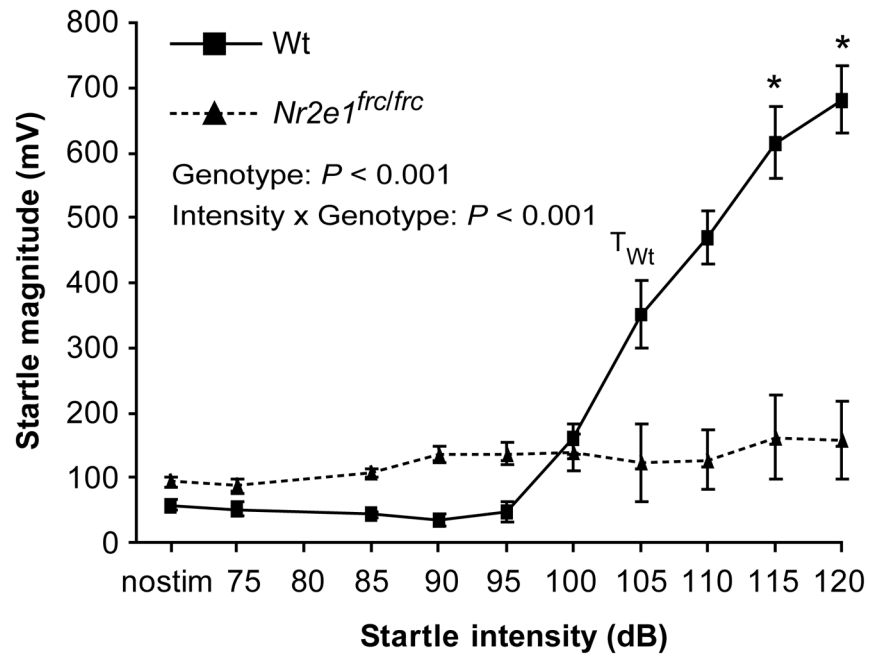 800
700
600
500
400
300
200
100
0
Startle magnitude (mV)
Wt
Nr2e1frc/frc
Genotype: P < 0.001
Intensity x Genotype: P < 0.001
TWt
*
*
nostim 75 80 85 90 95 100 105 110 115 120
Startle intensity (dB)